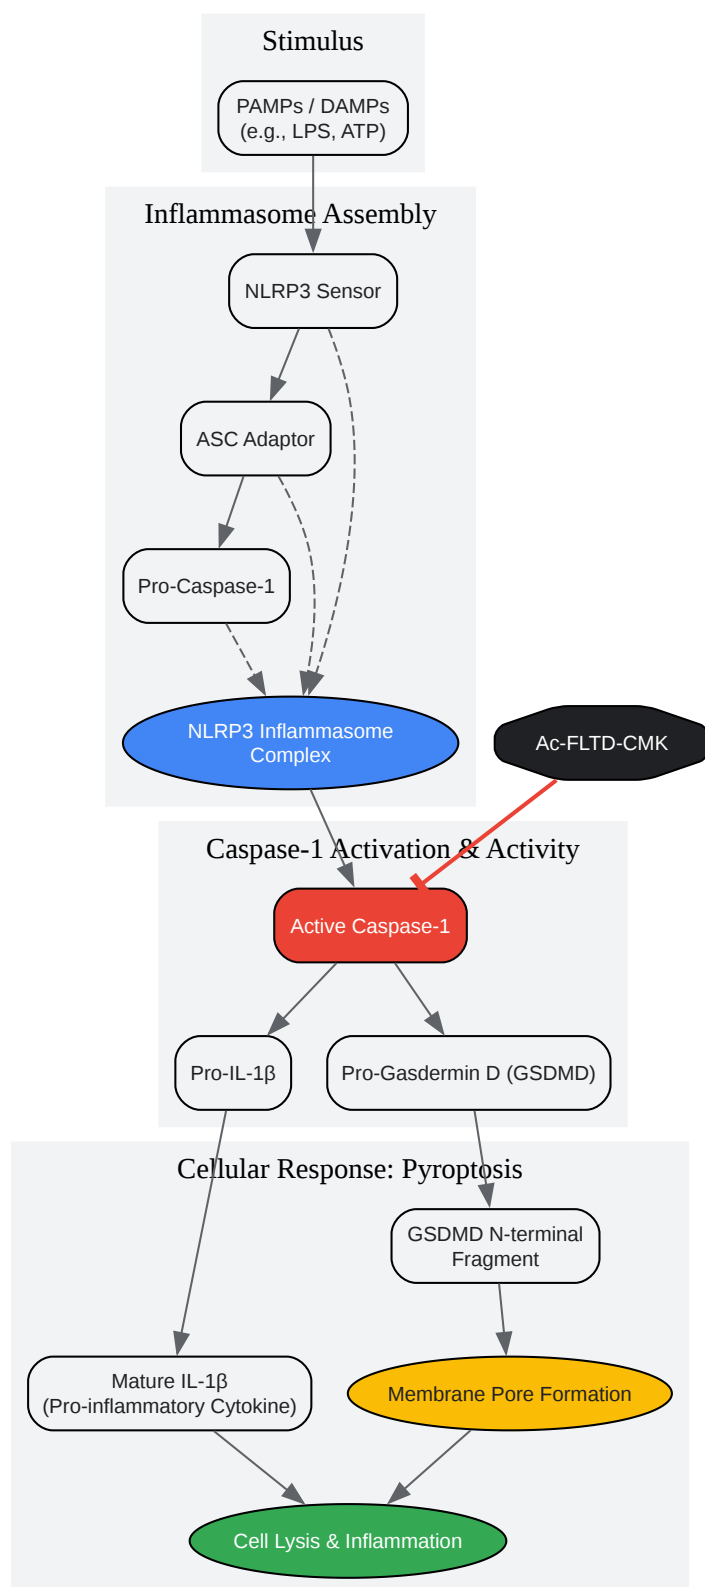 Stimulus
PAMPs / DAMPs
(e.g., LPS, ATP)
Inflammasome Assembly
NLRP3 Sensor
ASC Adaptor
Pro-Caspase-1
NLRP3 Inflammasome
Complex
Ac-FLTD-CMK
Caspase-1 Activation & Activity
Active Caspase-1
Pro-IL-1β
Pro-Gasdermin D (GSDMD)
Cellular Response: Pyroptosis
GSDMD N-terminal
Fragment
Mature IL-1β
(Pro-inflammatory Cytokine)
Membrane Pore Formation
Cell Lysis & Inflammation